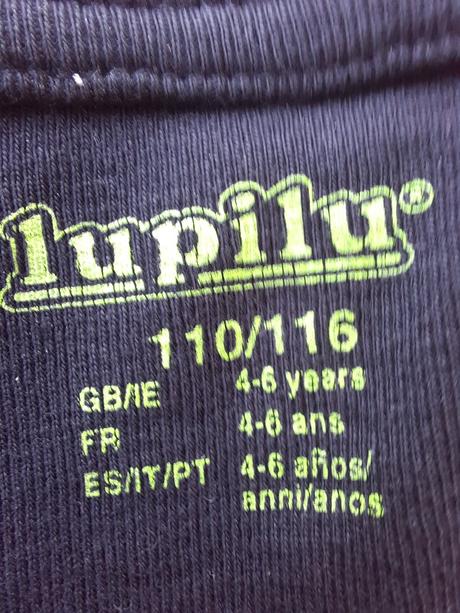 lupilu®
110/116
GB/IE 4-6 years
FR 4-6 ans
ES/IT/PT 4-6 años/
anni/anos